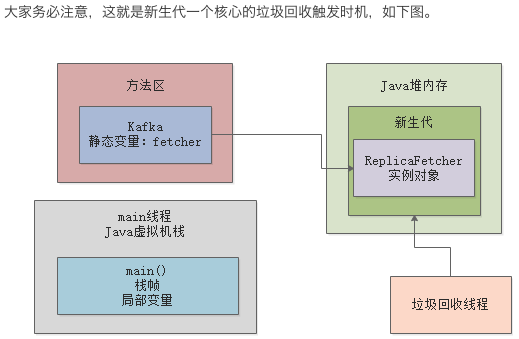 大家务必注意，这就是新生代一个核心的垃圾回收触发时机，如下图。
方法区
Kafka
静态变量：fetcher
Java堆内存
新生代
ReplicaFetcher
实例对象
main线程
Java虚拟机栈
main()
栈帧
局部变量
垃圾回收线程